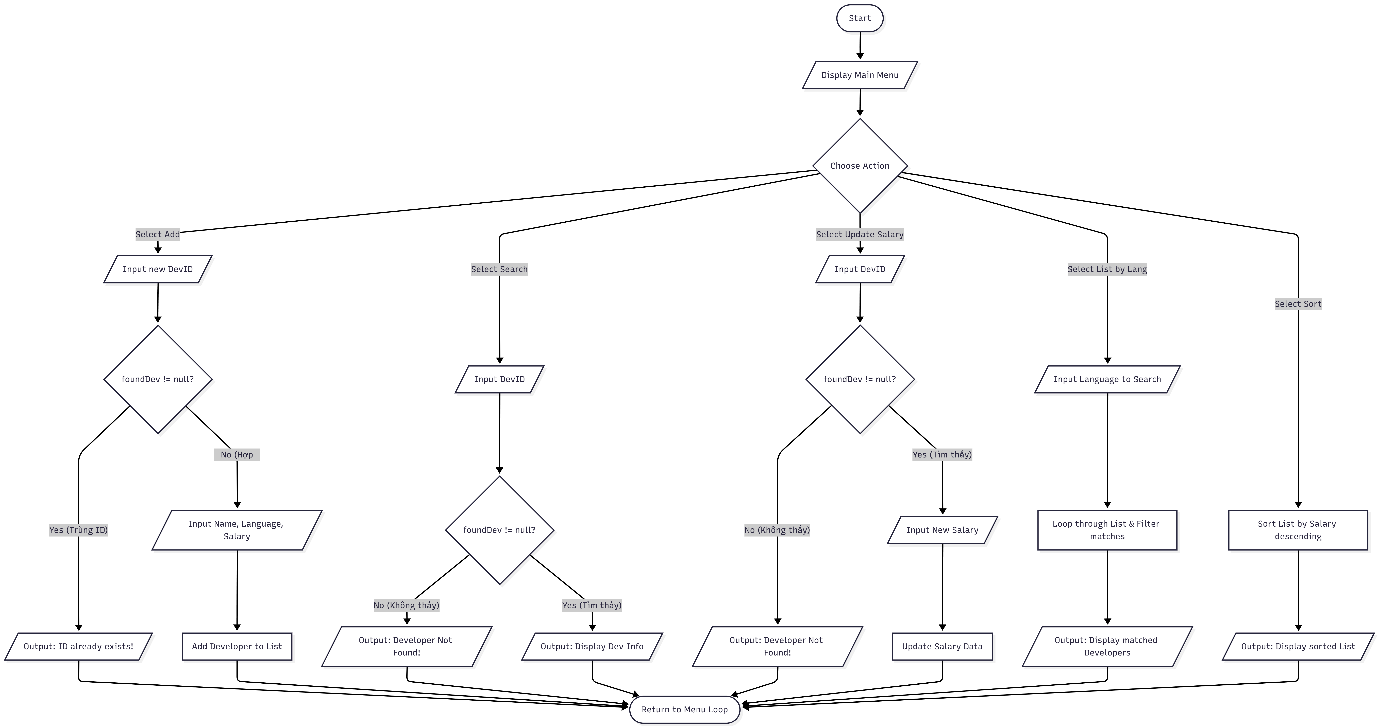 Start
Display Main Menu
Choose Action
Select Add
Select Update Salary
Input new DevID
Select Search
Input DevID
Select List by Lang
Select Sort
foundDev != null?
Input DevID
foundDev != null?
Input Language to Search
No (Hợp
Yes (Tìm thấy)
Yes (Trùng ID)
Input Name, Language,
Salary
foundDev != null?
No (Không thấy)
Input New Salary
Loop through List & Filter
matches
Sort List by Salary
descending
No (Không thấy)
Yes (Tìm thấy)
Output: ID already exists!
Add Developer to List
Output: Developer Not
Found!
Output: Display Dev Info
Output: Developer Not
Found!
Update Salary Data
Output: Display matched
Developers
Output: Display sorted List
Return to Menu Loop